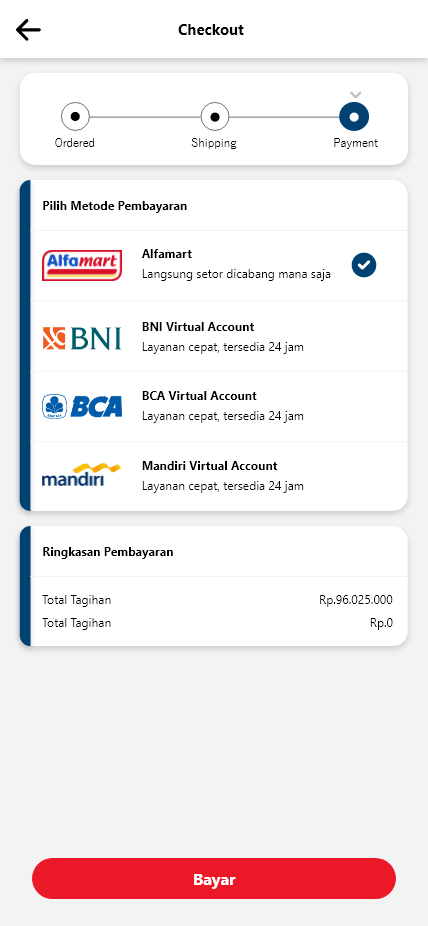 Checkout
Ordered
Shipping
Payment
Pilih Metode Pembayaran
Alfamart
Alfamart
Langsung setor dicabang mana saja
BNI
BNI Virtual Account
Layanan cepat, tersedia 24 jam
BCA
BCA Virtual Account
Layanan cepat, tersedia 24 jam
mandiri
Mandiri Virtual Account
Layanan cepat, tersedia 24 jam
Ringkasan Pembayaran
Total Tagihan Rp.96.025.000
Total Tagihan Rp.0
Bayar